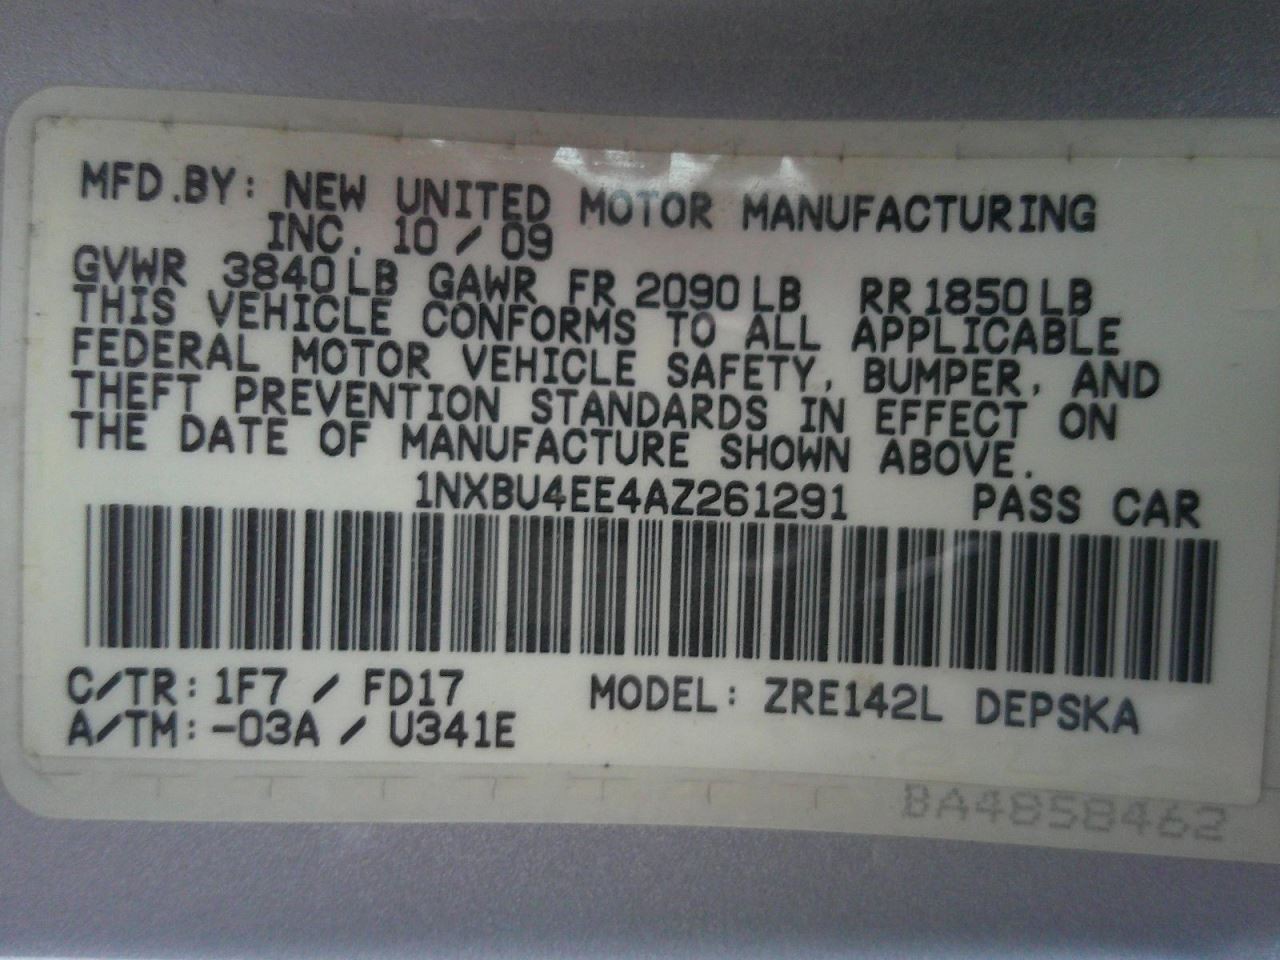 MFD.BY: NEW UNITED MOTOR MANUFACTURING
INC. 10 / 09
GVWR 3840 LB GAWR FR 2090 LB RR 1850 LB
THIS VEHICLE CONFORMS TO ALL APPLICABLE
FEDERAL MOTOR VEHICLE SAFETY, BUMPER, AND
THEFT PREVENTION STANDARDS IN EFFECT ON
THE DATE OF MANUFACTURE SHOWN ABOVE.
1NXBU4EE4AZ261291 PASS CAR
C/TR: 1F7 / FD17 MODEL: ZRE142L DEPSKA
A/TM: -03A / U341E
BA4858462